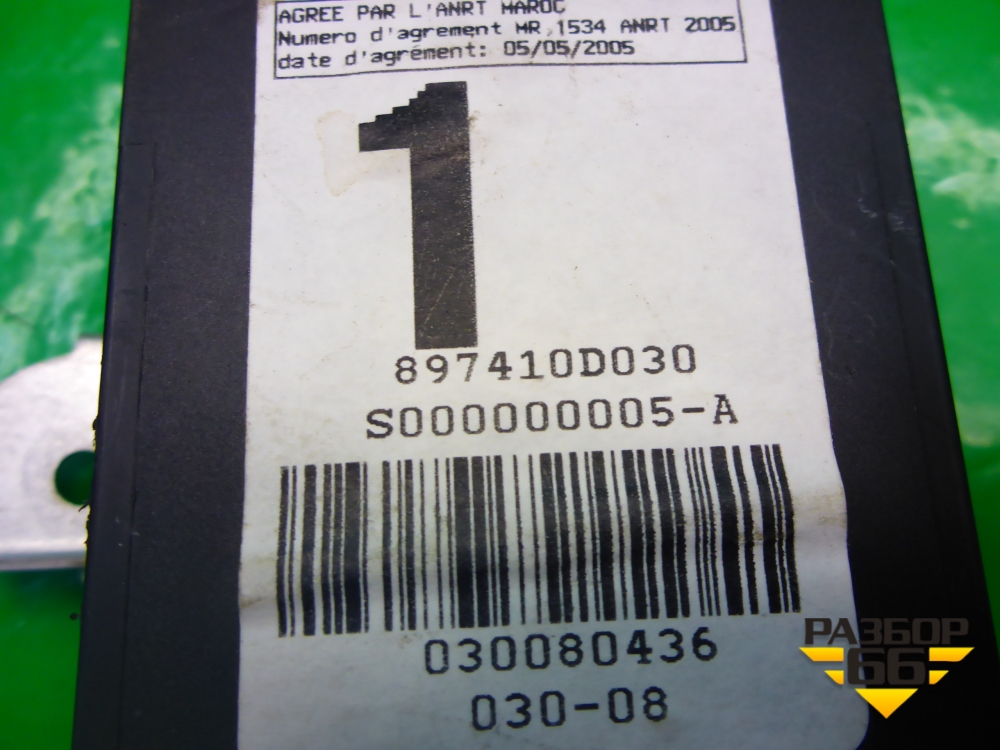 AGREE PAR L'ANRT MAROC
Numero d'agrement MR 1534 ANRT 2005
date d'agrément: 05/05/2005
1
897410D030
S000000005-A
030080436
030-08
РАЗБОР
66